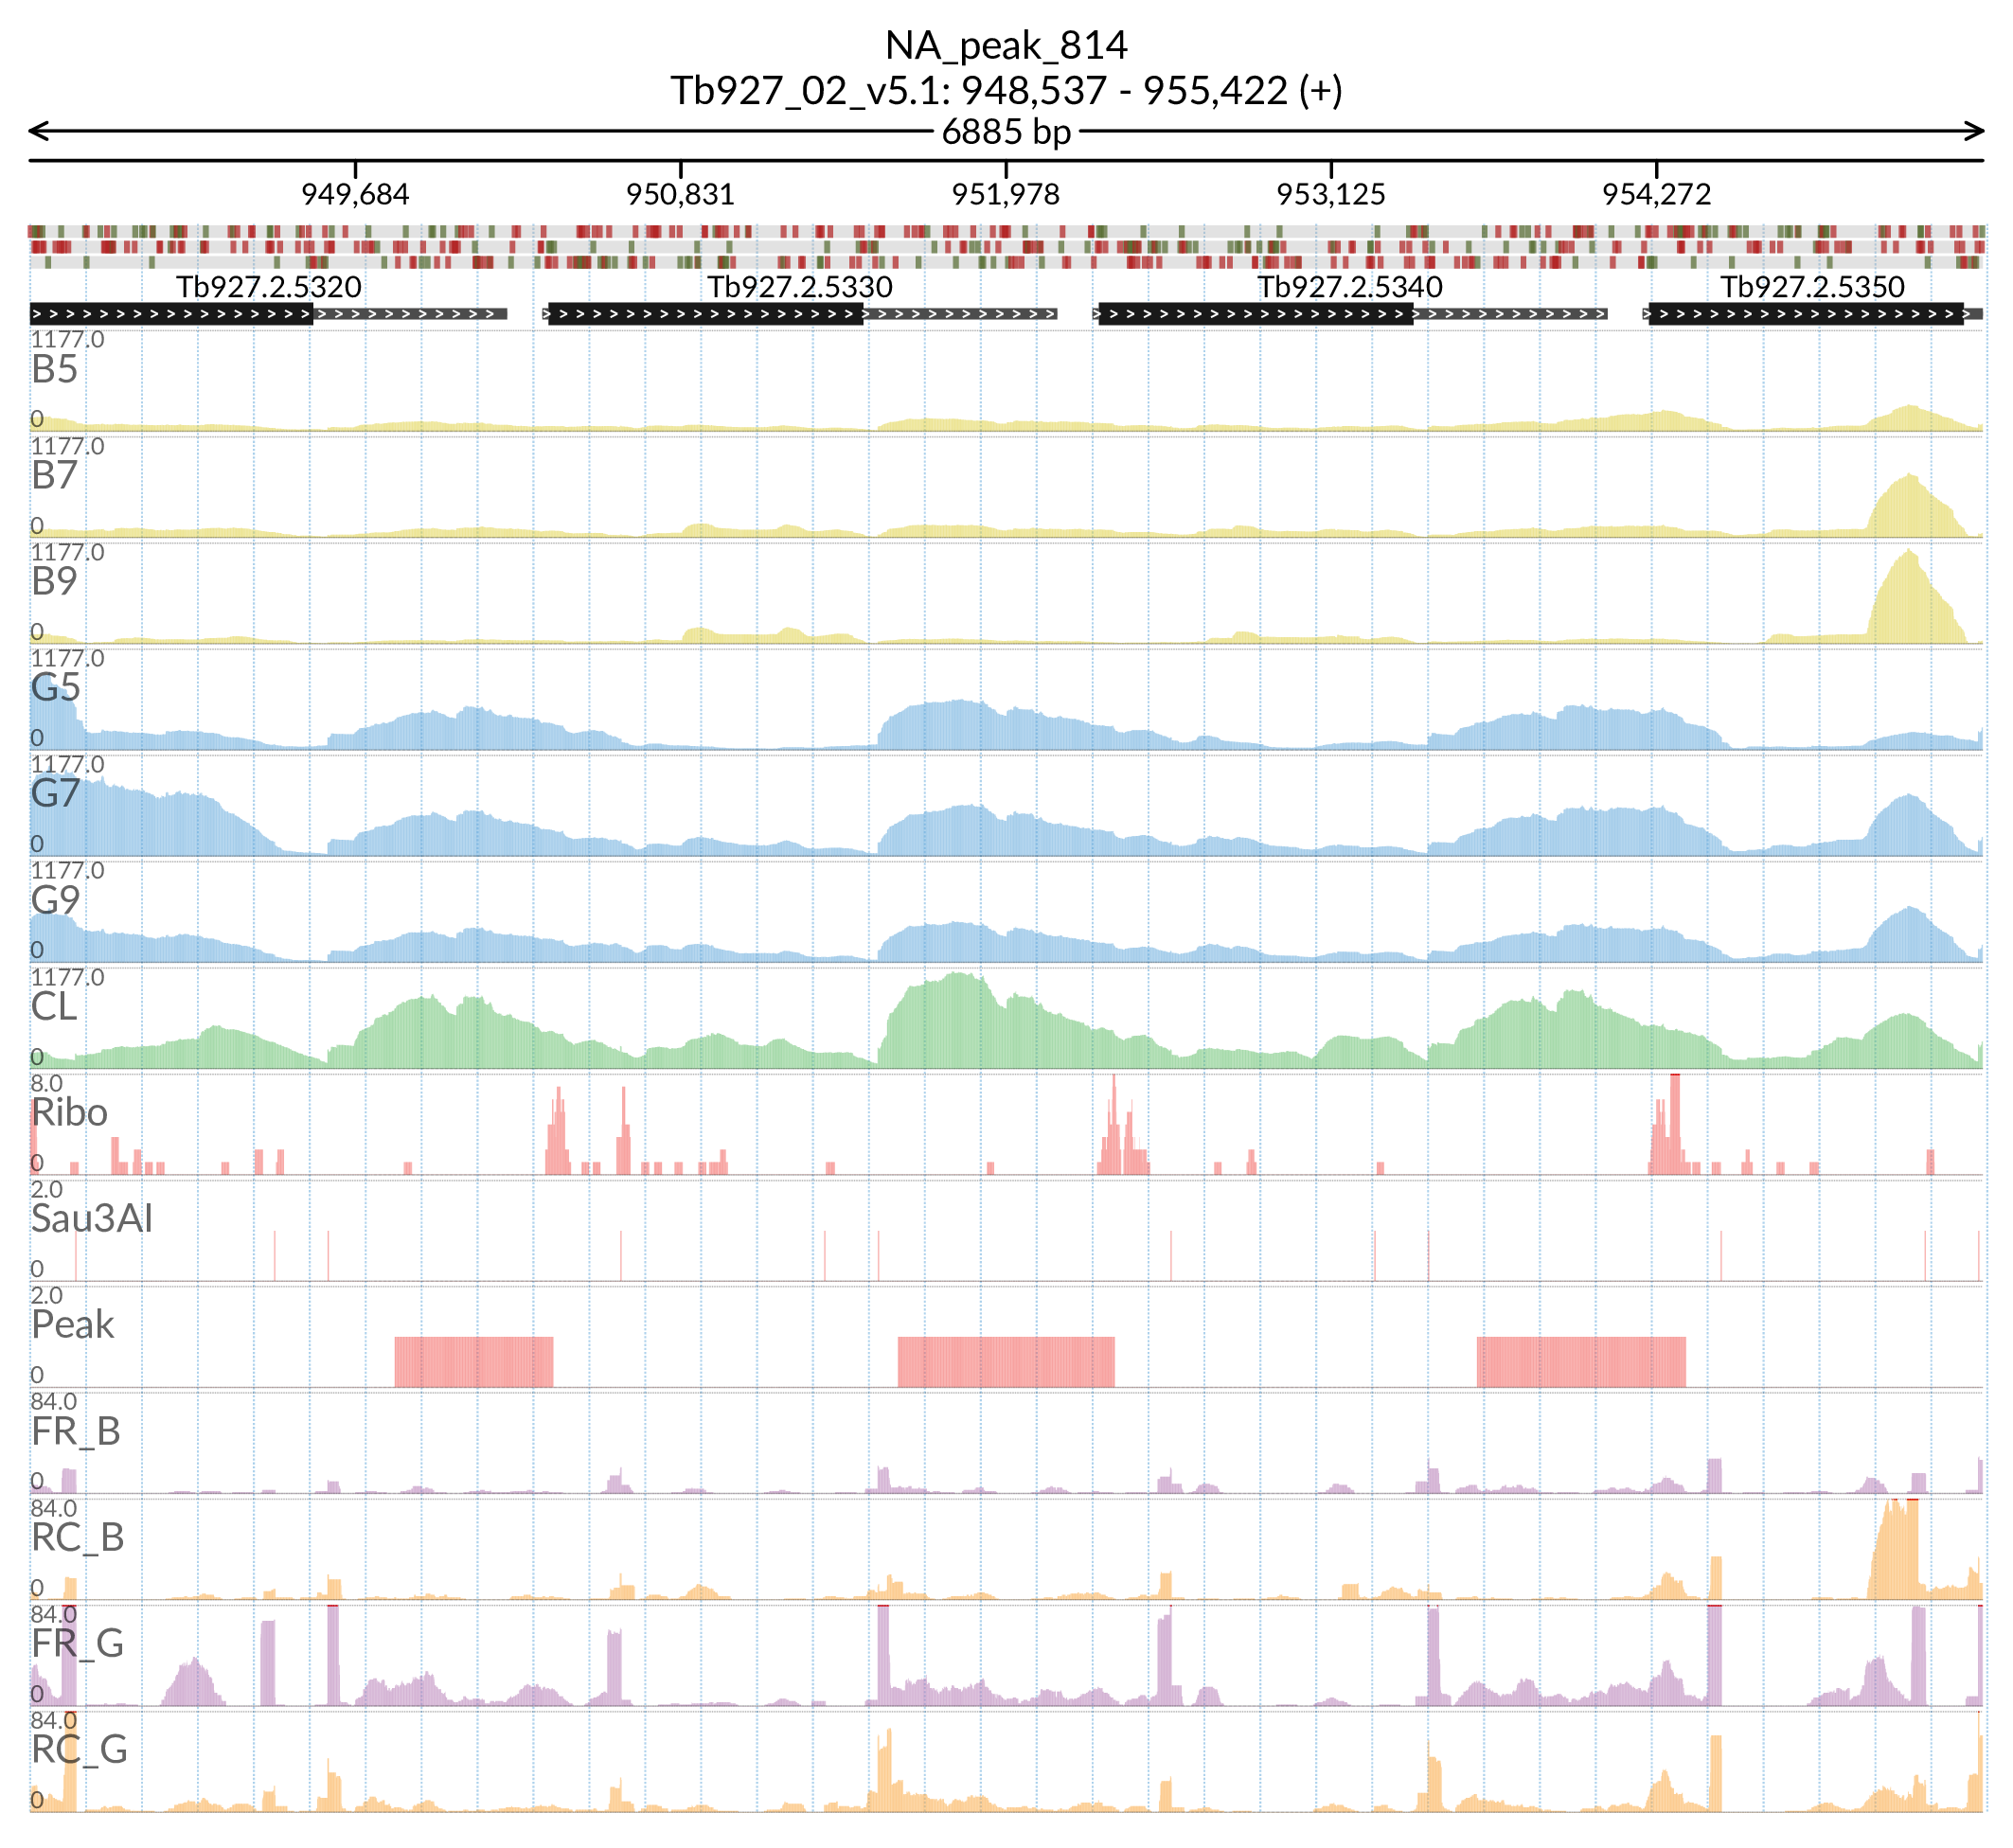 NA_peak_814
Tb927_02_v5.1: 948,537 - 955,422 (+)
6885 bp
949,684 950,831 951,978 953,125 954,272
Tb927.2.5320 Tb927.2.5330 Tb927.2.5340 Tb927.2.5350
1177.0
B5
0
1177.0
B7
0
1177.0
B9
0
1177.0
G5
0
1177.0
G7
0
1177.0
G9
0
1177.0
CL
0
8.0
Ribo
0
2.0
Sau3AI
0
2.0
Peak
0
84.0
FR_B
0
84.0
RC_B
0
84.0
FR_G
0
84.0
RC_G
0